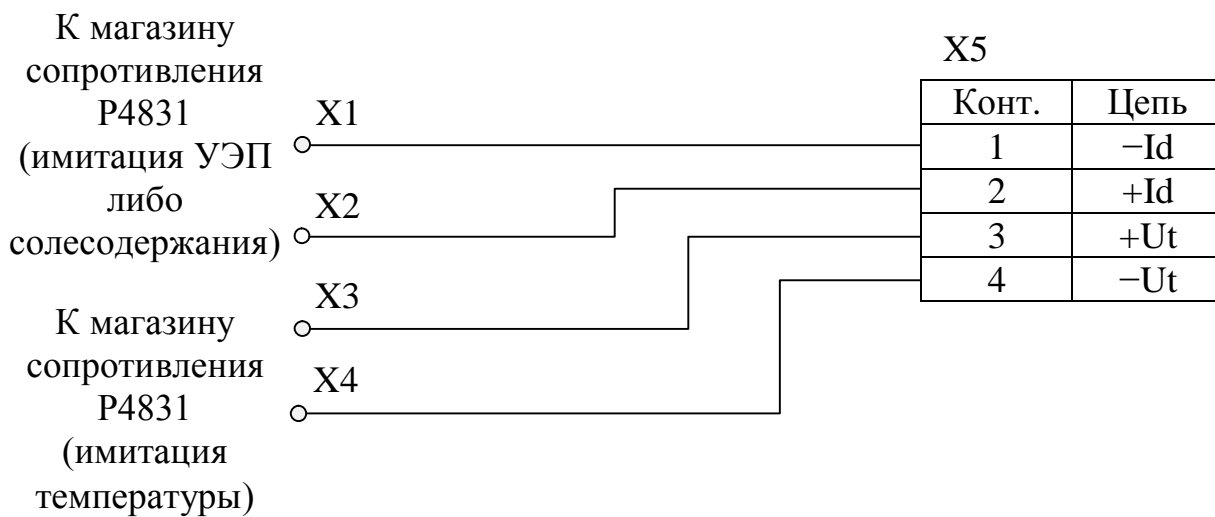 К магазину
сопротивления
Р4831
(имитация УЭП
либо
солесодержания)
X1
X2
К магазину
сопротивления
Р4831
(имитация
температуры)
X3
X4
X5
Конт. Цепь
1 −Id
2 +Id
3 +Ut
4 −Ut